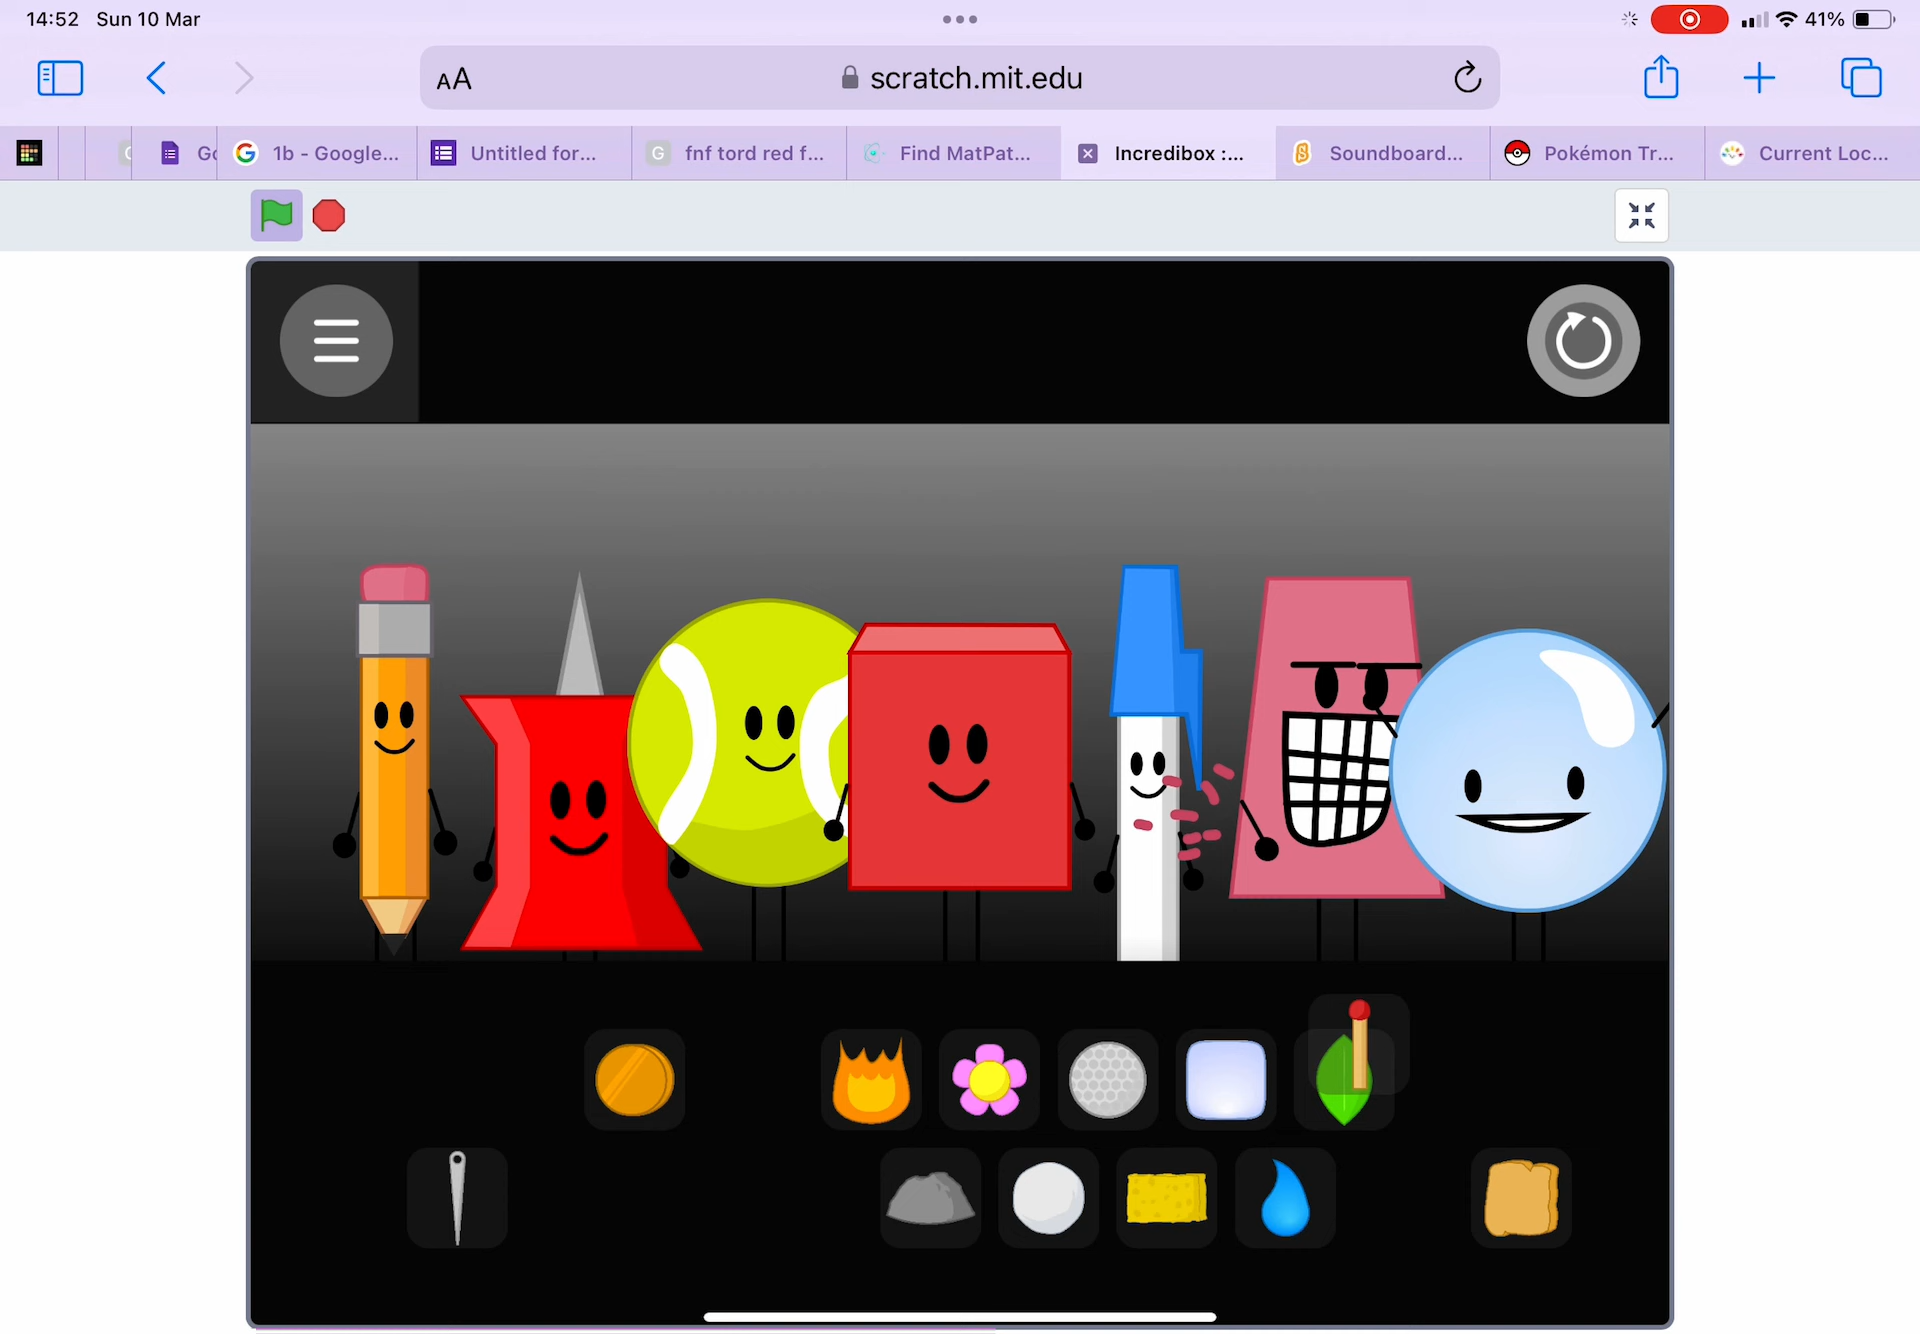 14:52 Sun 10 Mar
41%
AA
scratch.mit.edu
Go
1b - Google...
Untitled for...
G
fnf tord red f...
Find MatPat...
Incredibox :...
Soundboard...
Pokémon Tr...
Current Loc...